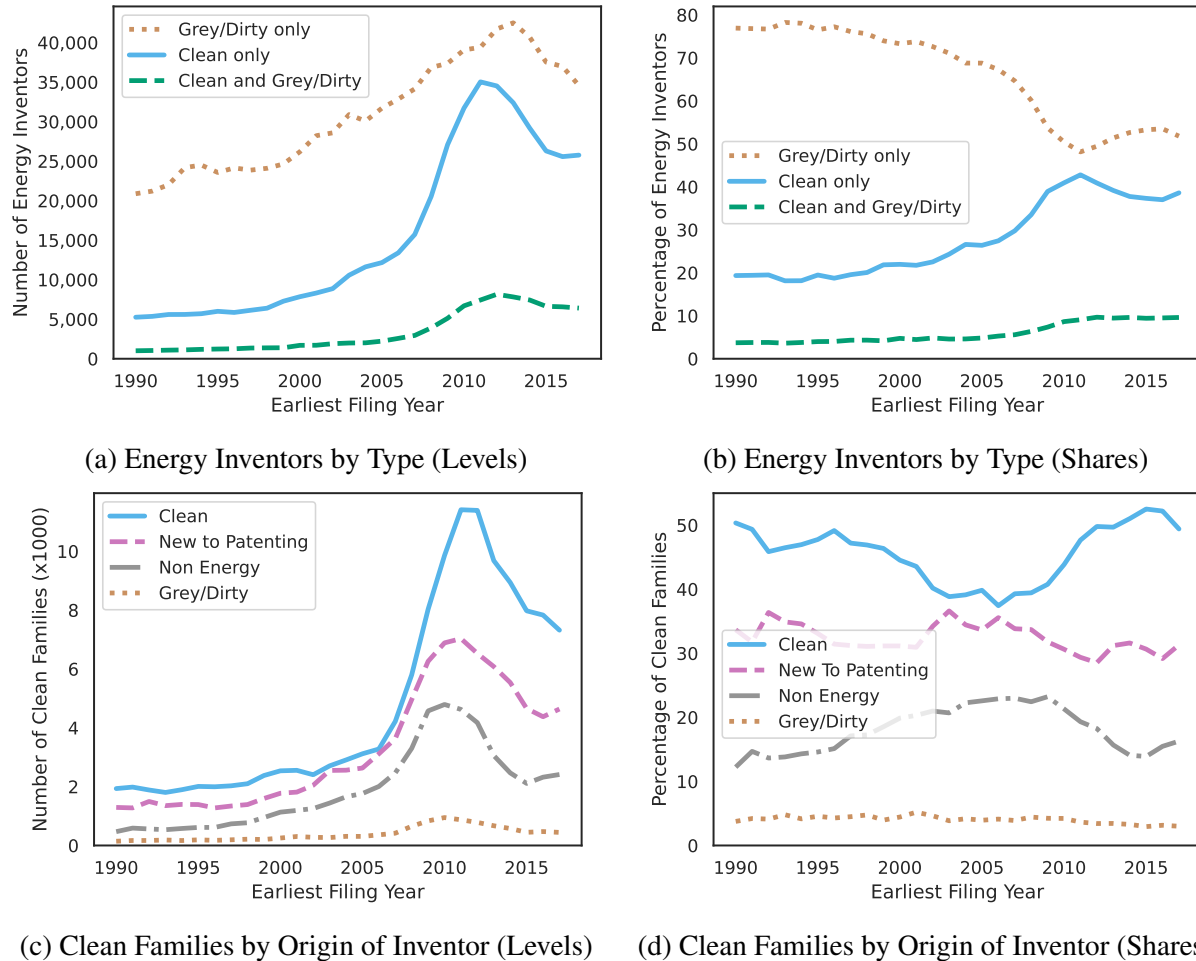 40,000
35,000
30,000
25,000
20,000
15,000
10,000
5,000
0
Number of Energy Inventors
Grey/Dirty only
Clean only
Clean and Grey/Dirty
1990 1995 2000 2005 2010 2015
Earliest Filing Year
(a) Energy Inventors by Type (Levels)
80
70
60
50
40
30
20
10
0
Percentage of Energy Inventors
Grey/Dirty only
Clean only
Clean and Grey/Dirty
1990 1995 2000 2005 2010 2015
Earliest Filing Year
(b) Energy Inventors by Type (Shares)
10
8
6
4
2
0
Number of Clean Families (x1000)
Clean
New to Patenting
Non Energy
Grey/Dirty
1990 1995 2000 2005 2010 2015
Earliest Filing Year
(c) Clean Families by Origin of Inventor (Levels)
50
40
30
20
10
0
Percentage of Clean Families
Clean
New To Patenting
Non Energy
Grey/Dirty
1990 1995 2000 2005 2010 2015
Earliest Filing Year
(d) Clean Families by Origin of Inventor (Shares